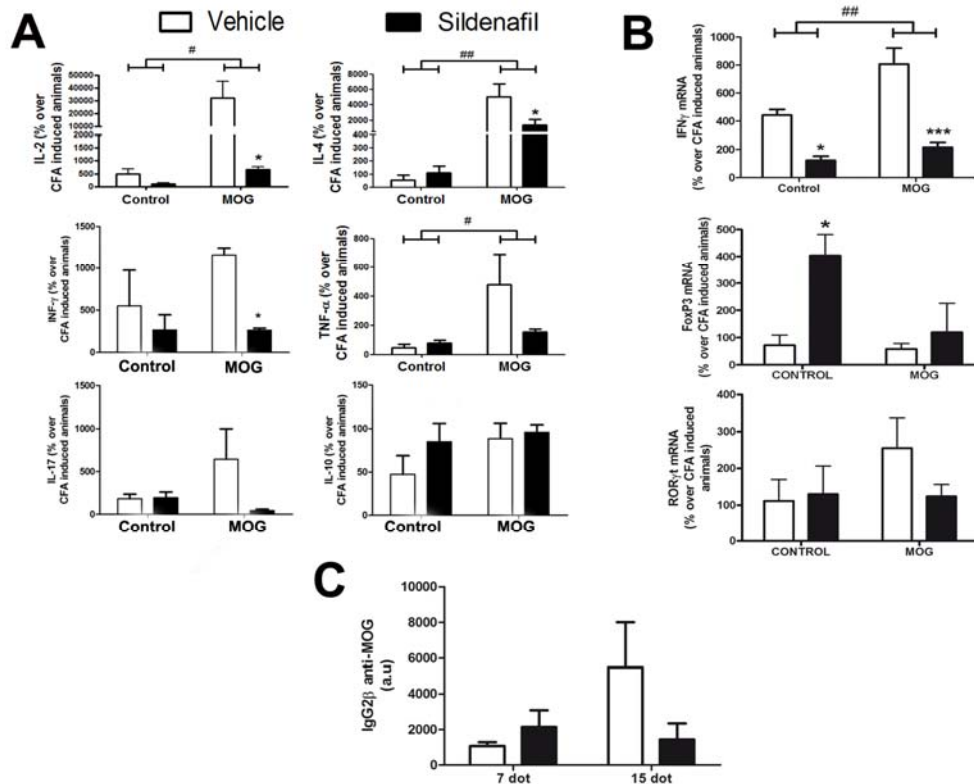 A
Vehicle
Sildenafil
#
IL-2 (% over
CFA induced animals)
50000
40000
30000
20000
10000
1500
1000
500
0
*
Control
MOG
##
IL-4 (% over
CFA induced animals)
8000
6000
4000
2000
400
200
0
*
Control
MOG
INF-γ (% over
CFA induced animals)
1500
1000
500
0
*
Control
MOG
#
TNF-α (% over
CFA induced animals)
800
600
400
200
0
Control
MOG
IL-17 (% over
CFA induced animals)
1500
1000
500
0
Control
MOG
IL-10 (% over
CFA induced animals)
150
100
50
0
Control
MOG
B
##
IFNγ mRNA
(% over CFA induced animals)
1000
800
600
400
200
0
*
***
Control
MOG
FoxP3 mRNA
(% over CFA induced animals)
500
400
300
200
100
0
*
CONTROL
MOG
RORγt mRNA
(% over CFA induced
animals)
400
300
200
100
0
CONTROL
MOG
C
IgG2β anti-MOG
(a.u)
10000
8000
6000
4000
2000
0
7 dot
15 dot